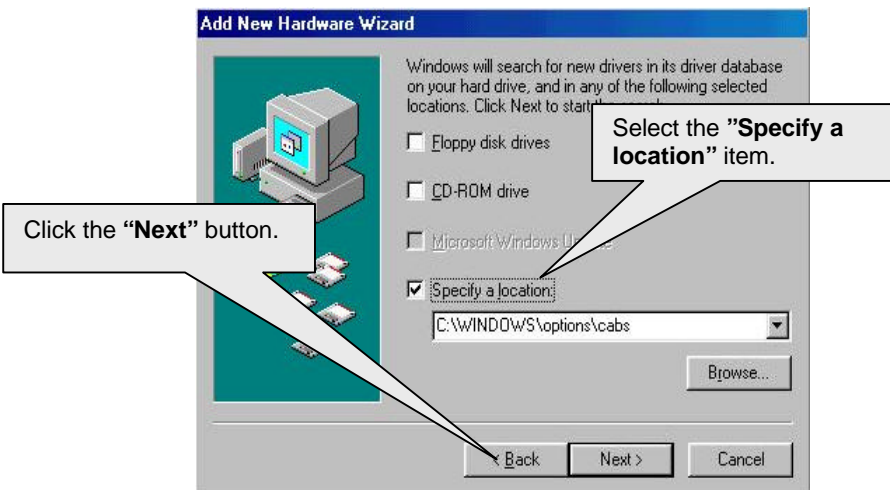 Add New Hardware Wizard
Windows will search for new drivers in its driver database
on your hard drive, and in any of the following selected
locations. Click Next to start the
Select the ”Specify a
location” item.
Floppy disk drives
CD-ROM drive
Click the “Next” button.
Microsoft Windows
Specify a location:
C:\WINDOWS\options\cabs
Browse...
< Back
Next >
Cancel